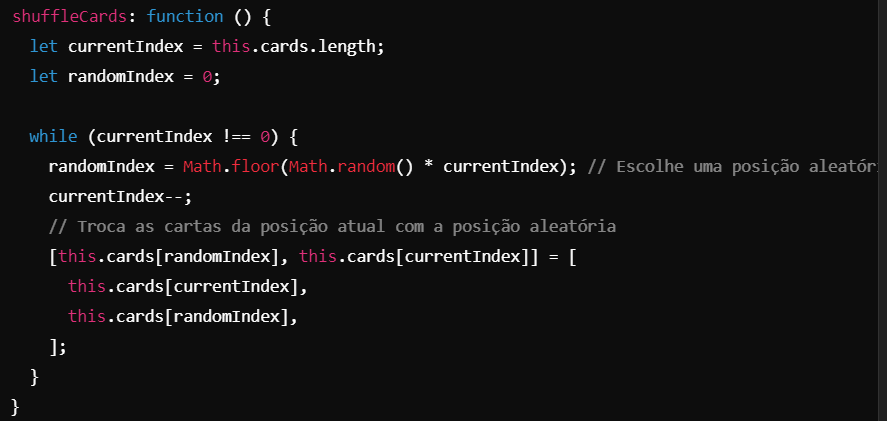 shuffleCards: function () {
let currentIndex = this.cards.length;
let randomIndex = 0;
while (currentIndex !== 0) {
randomIndex = Math.floor(Math.random() * currentIndex); // Escolhe uma posição
currentIndex--;
// Troca as cartas da posição atual com a posição aleatória
[this.cards[randomIndex], this.cards[currentIndex]] = [
this.cards[currentIndex],
this.cards[randomIndex],
];
}
}